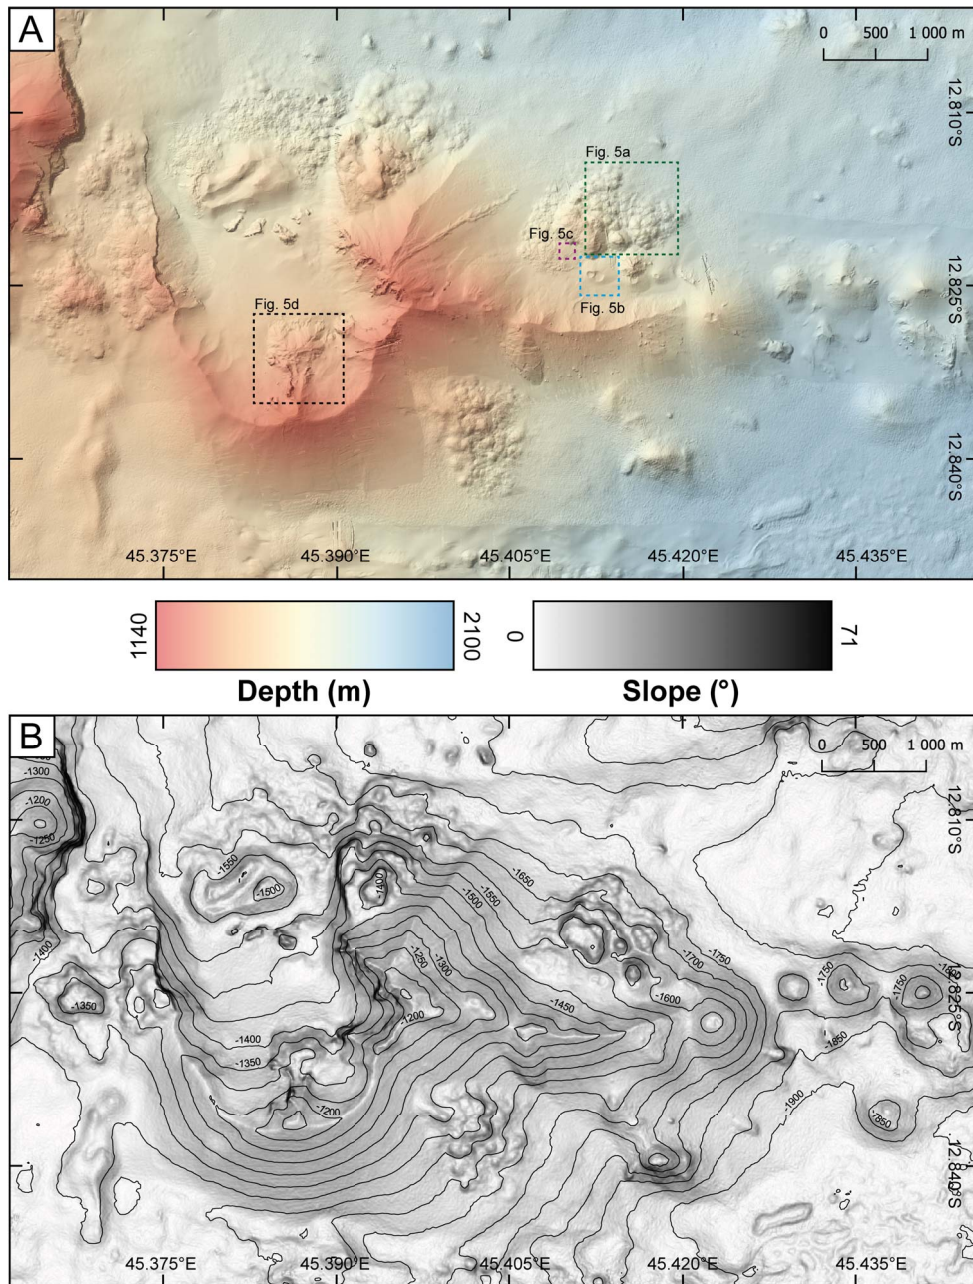 A
0 500 1 000 m
12.810°S
Fig. 5a
Fig. 5c
12.825°S
Fig. 5d
Fig. 5b
12.840°S
45.375°E 45.390°E 45.405°E 45.420°E 45.435°E
1140 2100
Depth (m)
0 71
Slope (°)
B
0 500 1 000 m
-1300
-1200
-1250
12.810°S
-1550
-1500
-1400
-1650
-1550
-1500
-1400
-1250
-1300
-1700
-1750
-1750
-1750
12.825°S
-1350
-1200
-1450
-1600
-1400
-1350
-1850
-1200
-1900
-1850
12.840°S
45.375°E 45.390°E 45.405°E 45.420°E 45.435°E